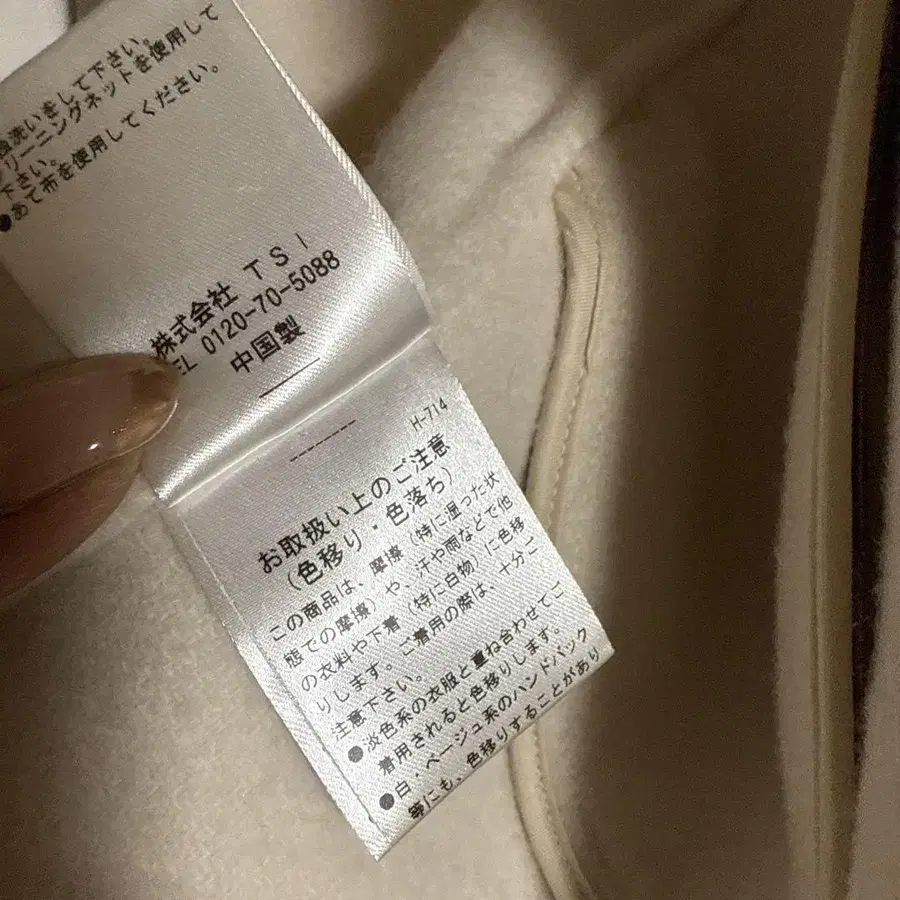 洗いをして下さい。
リーニングネットを使用して
下さい。
●あて布を使用してください。
株式会社 TSI
TEL 0120-70-5088
中国製
H-714
お取扱い上のご注意
(色移り・色落ち)
この商品は、摩擦(特に湿った状
態での摩擦)や、汗や雨などで他
の衣料や下着(特に白物)に色移
りします。ご着用の際は、十分ご
注意下さい。
●淡色系の衣服と重ね合わせてご
着用されると色移りします。
●白・ベージュ系のハンドバック
等にも、色移りすることがあり